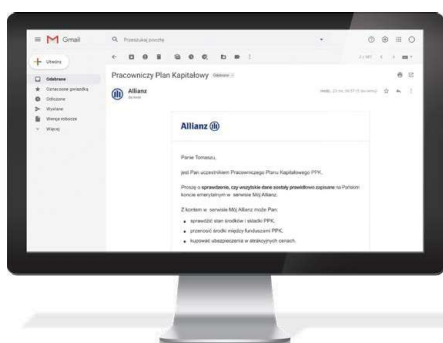 Gmail
Przeszukaj pocztę
Utwórz
Odebrane
Oznaczone gwiazdką
Odłożone
Wysłane
Wersje robocze
Więcej
Pracowniczy Plan Kapitałowy
Allianz
Allianz
Panie Tomaszu,
jest Pan uczestnikiem Pracowniczego Planu Kapitałowego PPK.
Proszę o sprawdzenie, czy wszystkie dane zostały prawidłowo zapisane na Pańskim
koncie emerytalnym w serwisie Mój Allianz.
Z kontem w serwisie Mój Allianz może Pan:
sprawdzić stan środków i składki PPK,
przenosić środki między funduszami PPK,
kupować ubezpieczenia w atrakcyjnych cenach.